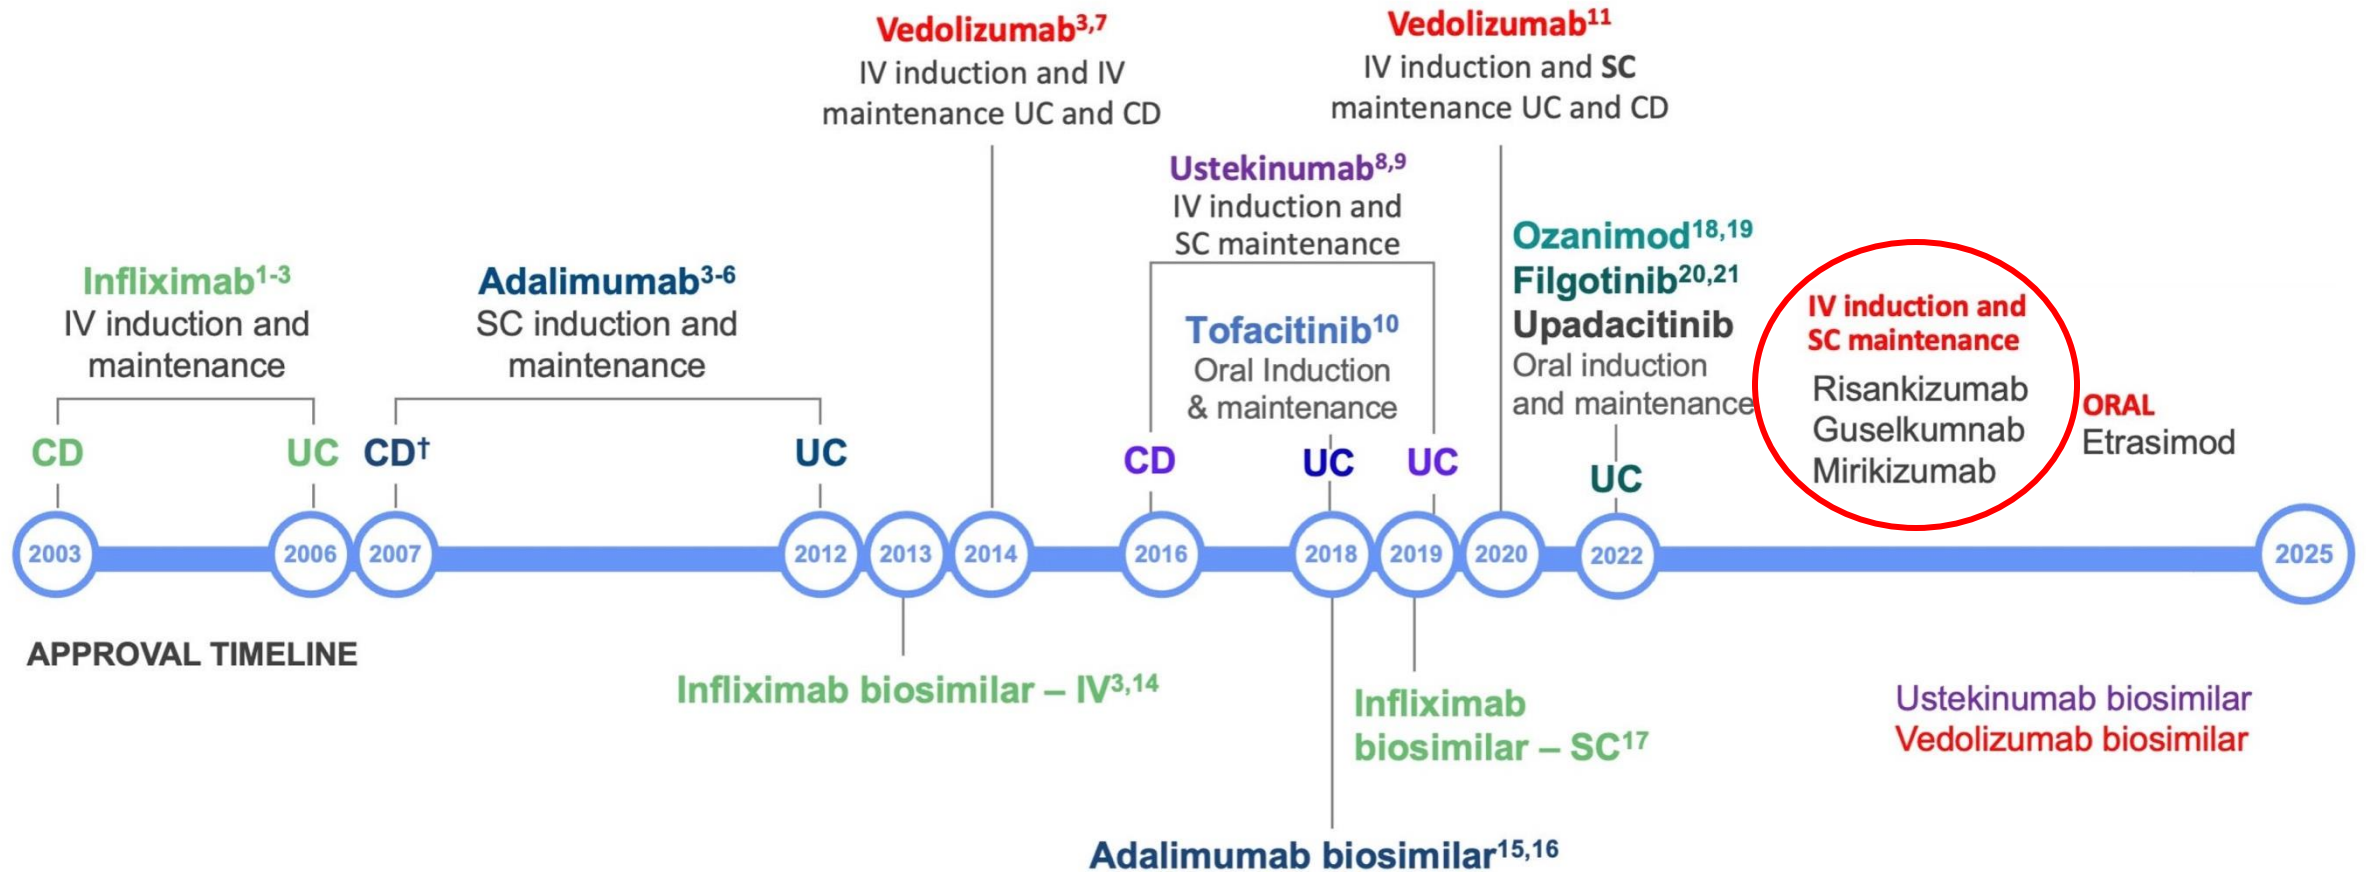 Vedolizumab3,7
IV induction and IV
maintenance UC and CD
Vedolizumab11
IV induction and SC
maintenance UC and CD
Ustekinumab8,9
IV induction and
SC maintenance
Infliximab1-3
IV induction and
maintenance
Adalimumab3-6
SC induction and
maintenance
Tofacitinib10
Oral Induction
& maintenance
Ozanimod18,19
Filgotinib20,21
Upadacitinib
Oral induction
and maintenance
IV induction and
SC maintenance
Risankizumab
Guselkumnab
Mirikizumab
ORAL
Etrasimod
CD
UC
CD†
UC
CD
UC
UC
UC
2003
2006
2007
2012
2013
2014
2016
2018
2019
2020
2022
2025
APPROVAL TIMELINE
Infliximab biosimilar – IV3,14
Infliximab
biosimilar – SC17
Ustekinumab biosimilar
Vedolizumab biosimilar
Adalimumab biosimilar15,16